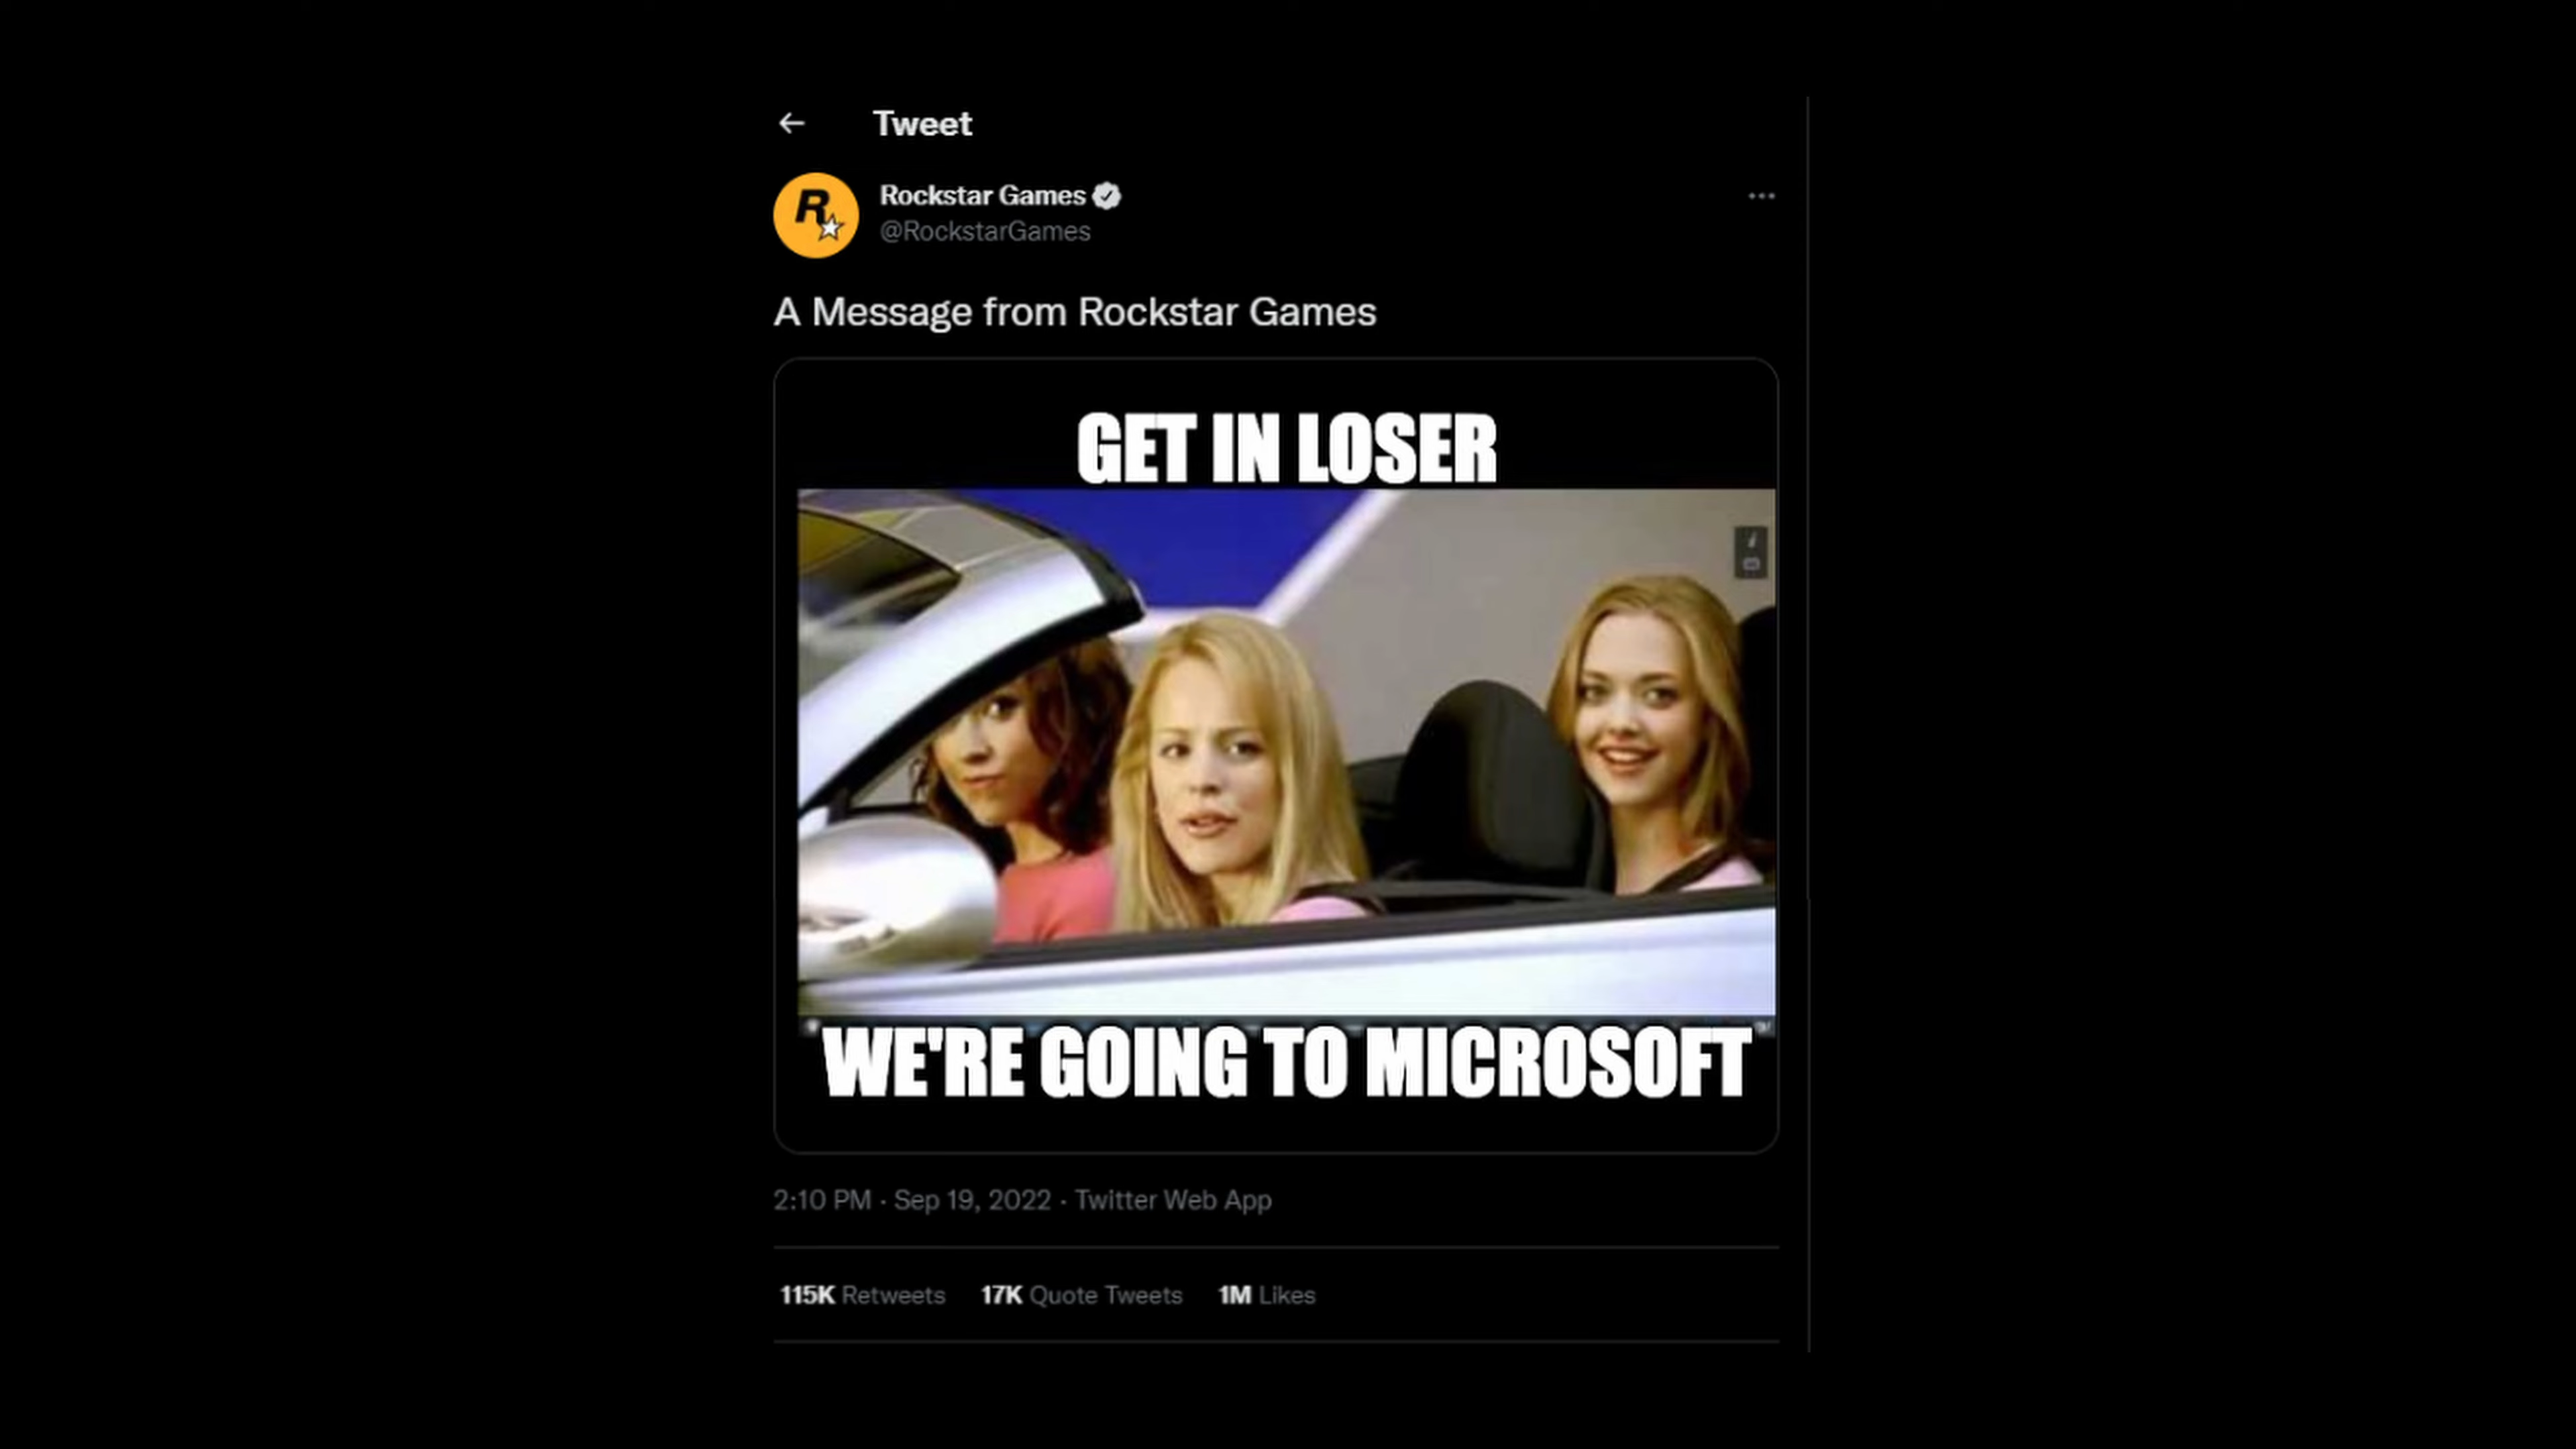 Tweet
Rockstar Games
@RockstarGames
A Message from Rockstar Games
GET IN LOSER
WE'RE GOING TO MICROSOFT
2:10 PM · Sep 19, 2022 · Twitter Web App
115K Retweets 17K Quote Tweets 1M Likes